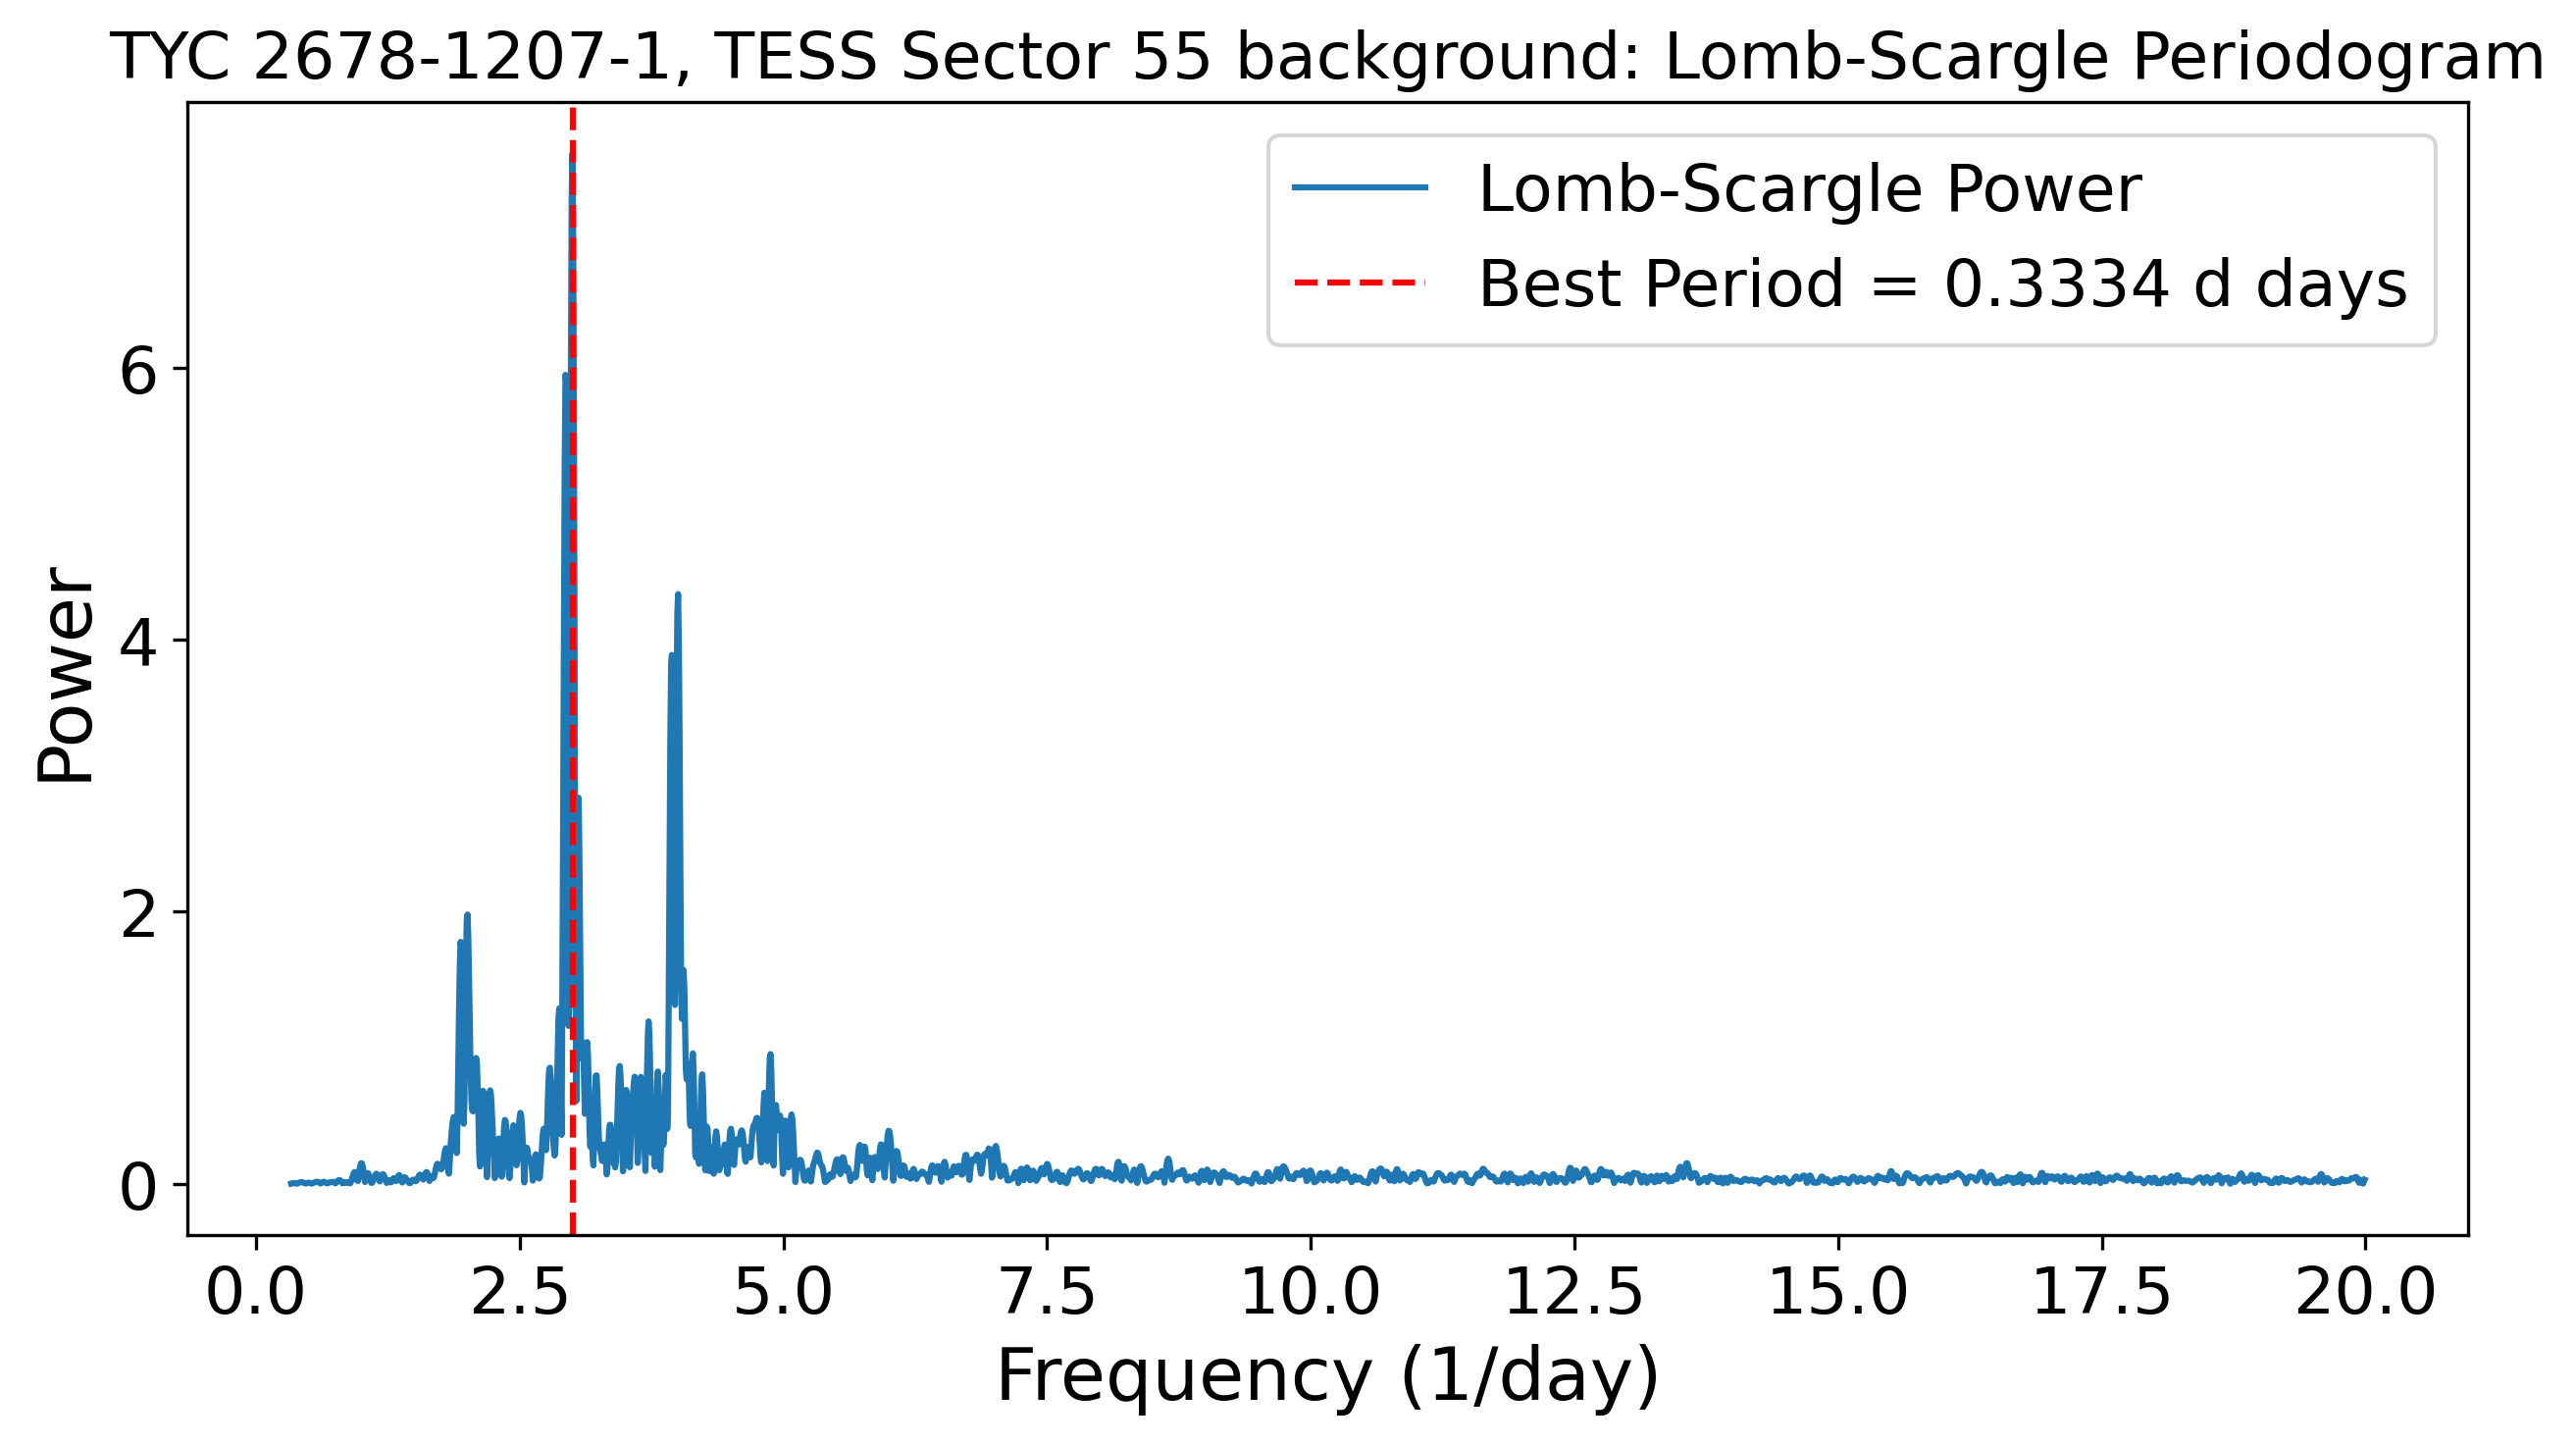 TYC 2678-1207-1, TESS Sector 55 background: Lomb-Scargle Periodogram
Lomb-Scargle Power
Best Period = 0.3334 d days
Power
6
4
2
0
0.0 2.5 5.0 7.5 10.0 12.5 15.0 17.5 20.0
Frequency (1/day)